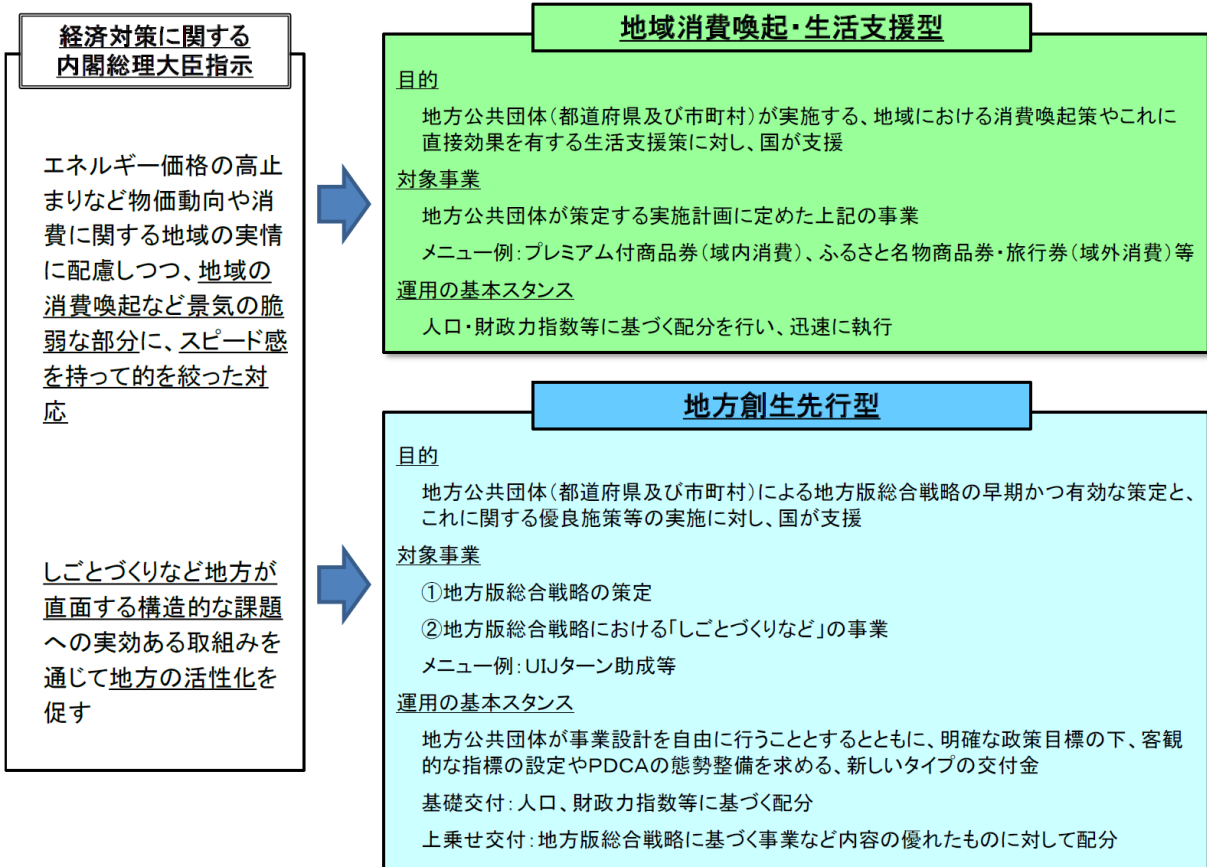 経済対策に関する
内閣総理大臣指示
エネルギー価格の高止
まりなど物価動向や消
費に関する地域の実情
に配慮しつつ、地域の
消費喚起など景気の脆
弱な部分に、スピード感
を持って的を絞った対
応
しごとづくりなど地方が
直面する構造的な課題
への実効ある取組みを
通じて地方の活性化を
促す
地域消費喚起・生活支援型
目的
地方公共団体(都道府県及び市町村)が実施する、地域における消費喚起策やこれに
直接効果を有する生活支援策に対し、国が支援
対象事業
地方公共団体が策定する実施計画に定めた上記の事業
メニュー例:プレミアム付商品券(域内消費)、ふるさと名物商品券・旅行券(域外消費)等
運用の基本スタンス
人口・財政力指数等に基づく配分を行い、迅速に執行
地方創生先行型
目的
地方公共団体(都道府県及び市町村)による地方版総合戦略の早期かつ有効な策定と、
これに関する優良施策等の実施に対し、国が支援
対象事業
①地方版総合戦略の策定
②地方版総合戦略における「しごとづくりなど」の事業
メニュー例:UIJターン助成等
運用の基本スタンス
地方公共団体が事業設計を自由に行うこととするとともに、明確な政策目標の下、客観
的な指標の設定やPDCAの態勢整備を求める、新しいタイプの交付金
基礎交付:人口、財政力指数等に基づく配分
上乗せ交付:地方版総合戦略に基づく事業など内容の優れたものに対して配分